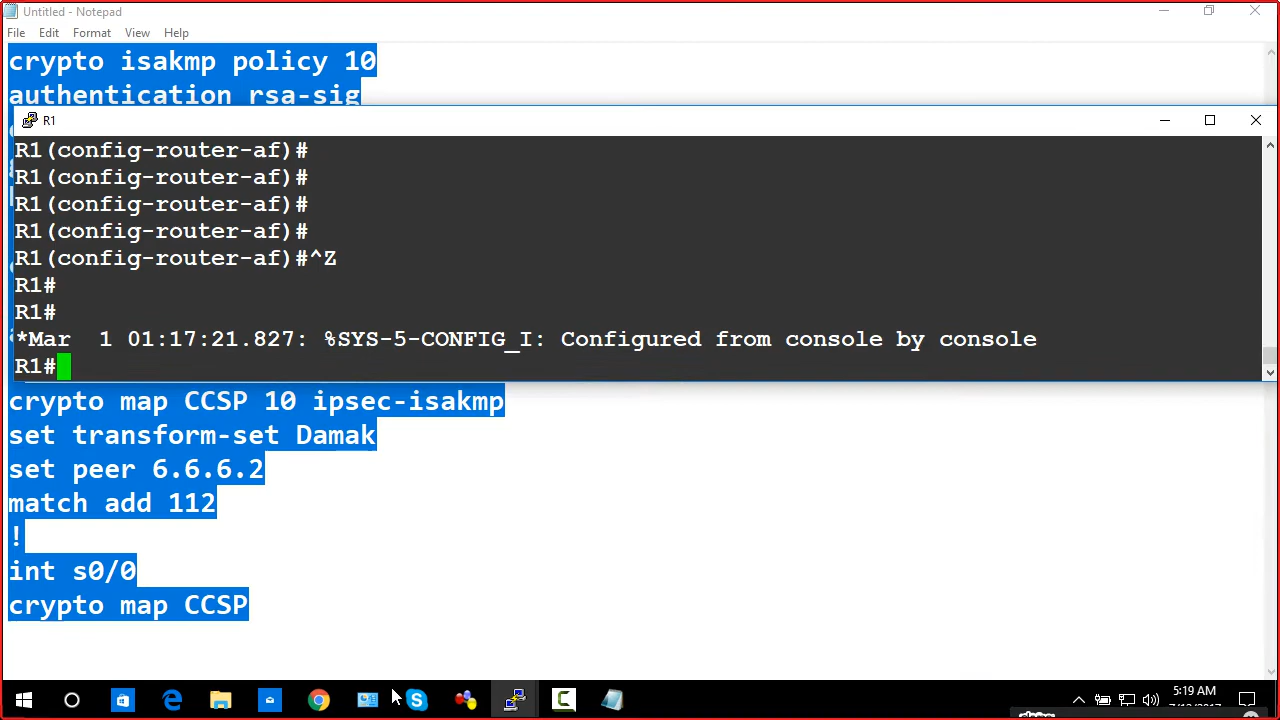 Untitled - Notepad
File Edit Format View Help
crypto isakmp policy 10
authentication rsa-sig
R1
R1(config-router-af)#
R1(config-router-af)#
R1(config-router-af)#
R1(config-router-af)#
R1(config-router-af)#^Z
R1#
R1#
*Mar  1 01:17:21.827: %SYS-5-CONFIG_I: Configured from console by console
R1#
crypto map CCSP 10 ipsec-isakmp
set transform-set Damak
set peer 6.6.6.2
match add 112
!
int s0/0
crypto map CCSP
5:19 AM